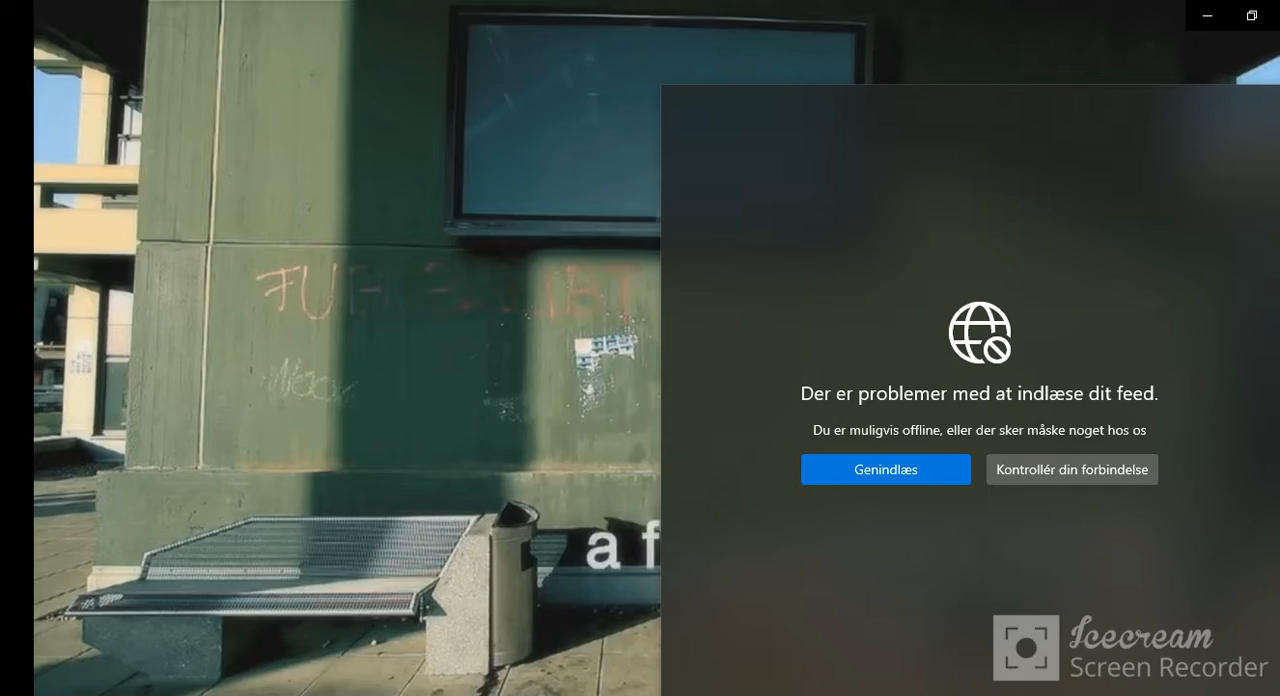 Der er problemer med at indlæse dit feed.
Du er muligvis offline, eller der sker måske noget hos os
Genindlæs
Kontrollér din forbindelse
a f
Icecream
Screen Recorder